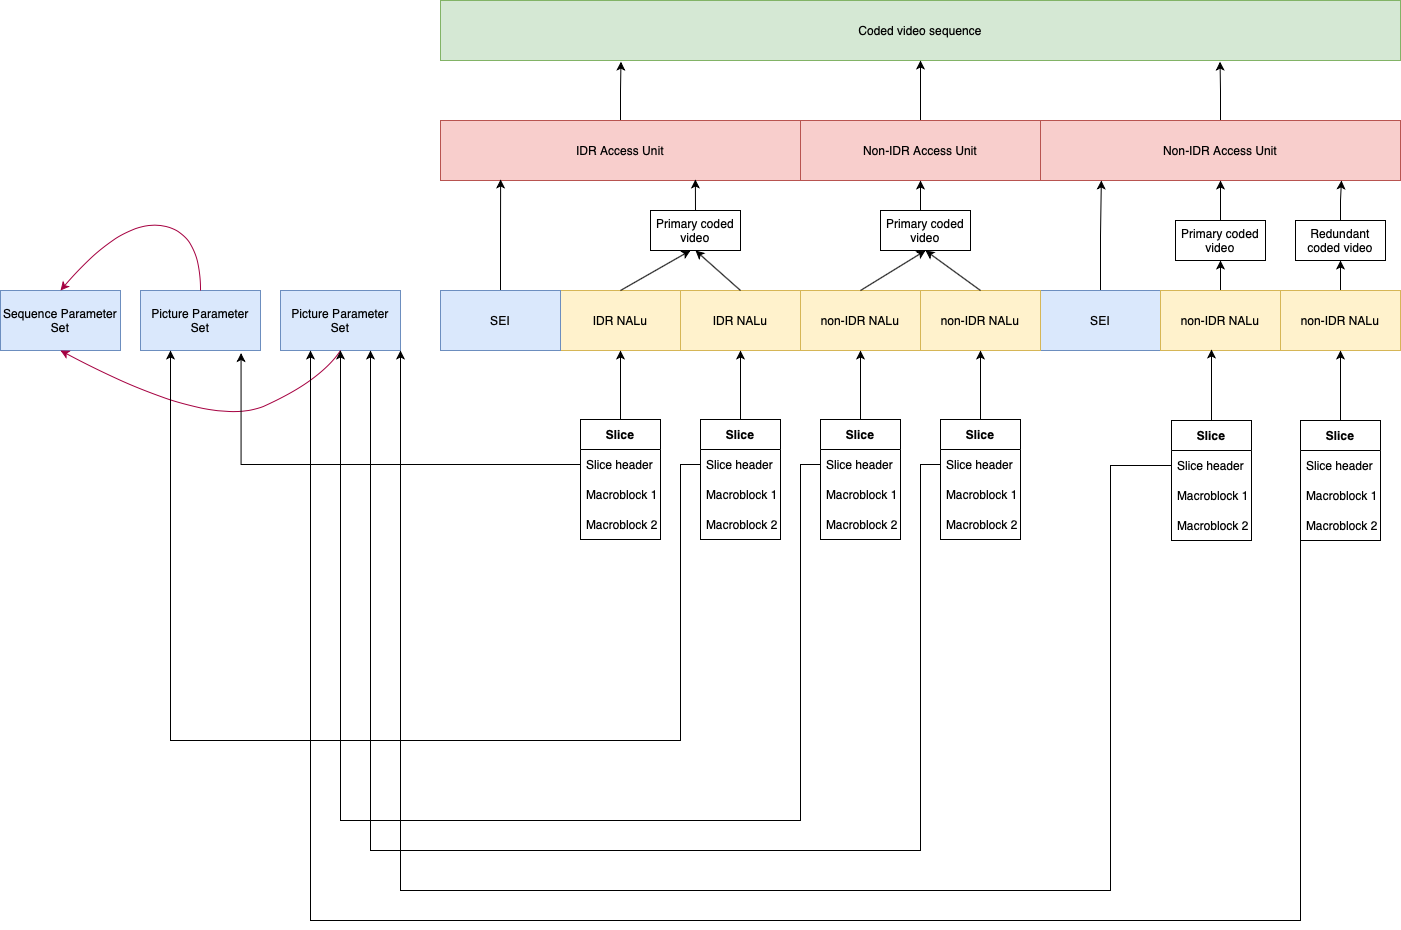 Coded video sequence
IDR Access Unit
Non-IDR Access Unit
Non-IDR Access Unit
Primary coded
video
Primary coded
video
Primary coded
video
Redundant
coded video
Sequence Parameter
Set
Picture Parameter
Set
Picture Parameter
Set
SEI
IDR NALu
IDR NALu
non-IDR NALu
non-IDR NALu
SEI
non-IDR NALu
non-IDR NALu
Slice
Slice header
Macroblock 1
Macroblock 2
Slice
Slice header
Macroblock 1
Macroblock 2
Slice
Slice header
Macroblock 1
Macroblock 2
Slice
Slice header
Macroblock 1
Macroblock 2
Slice
Slice header
Macroblock 1
Macroblock 2
Slice
Slice header
Macroblock 1
Macroblock 2